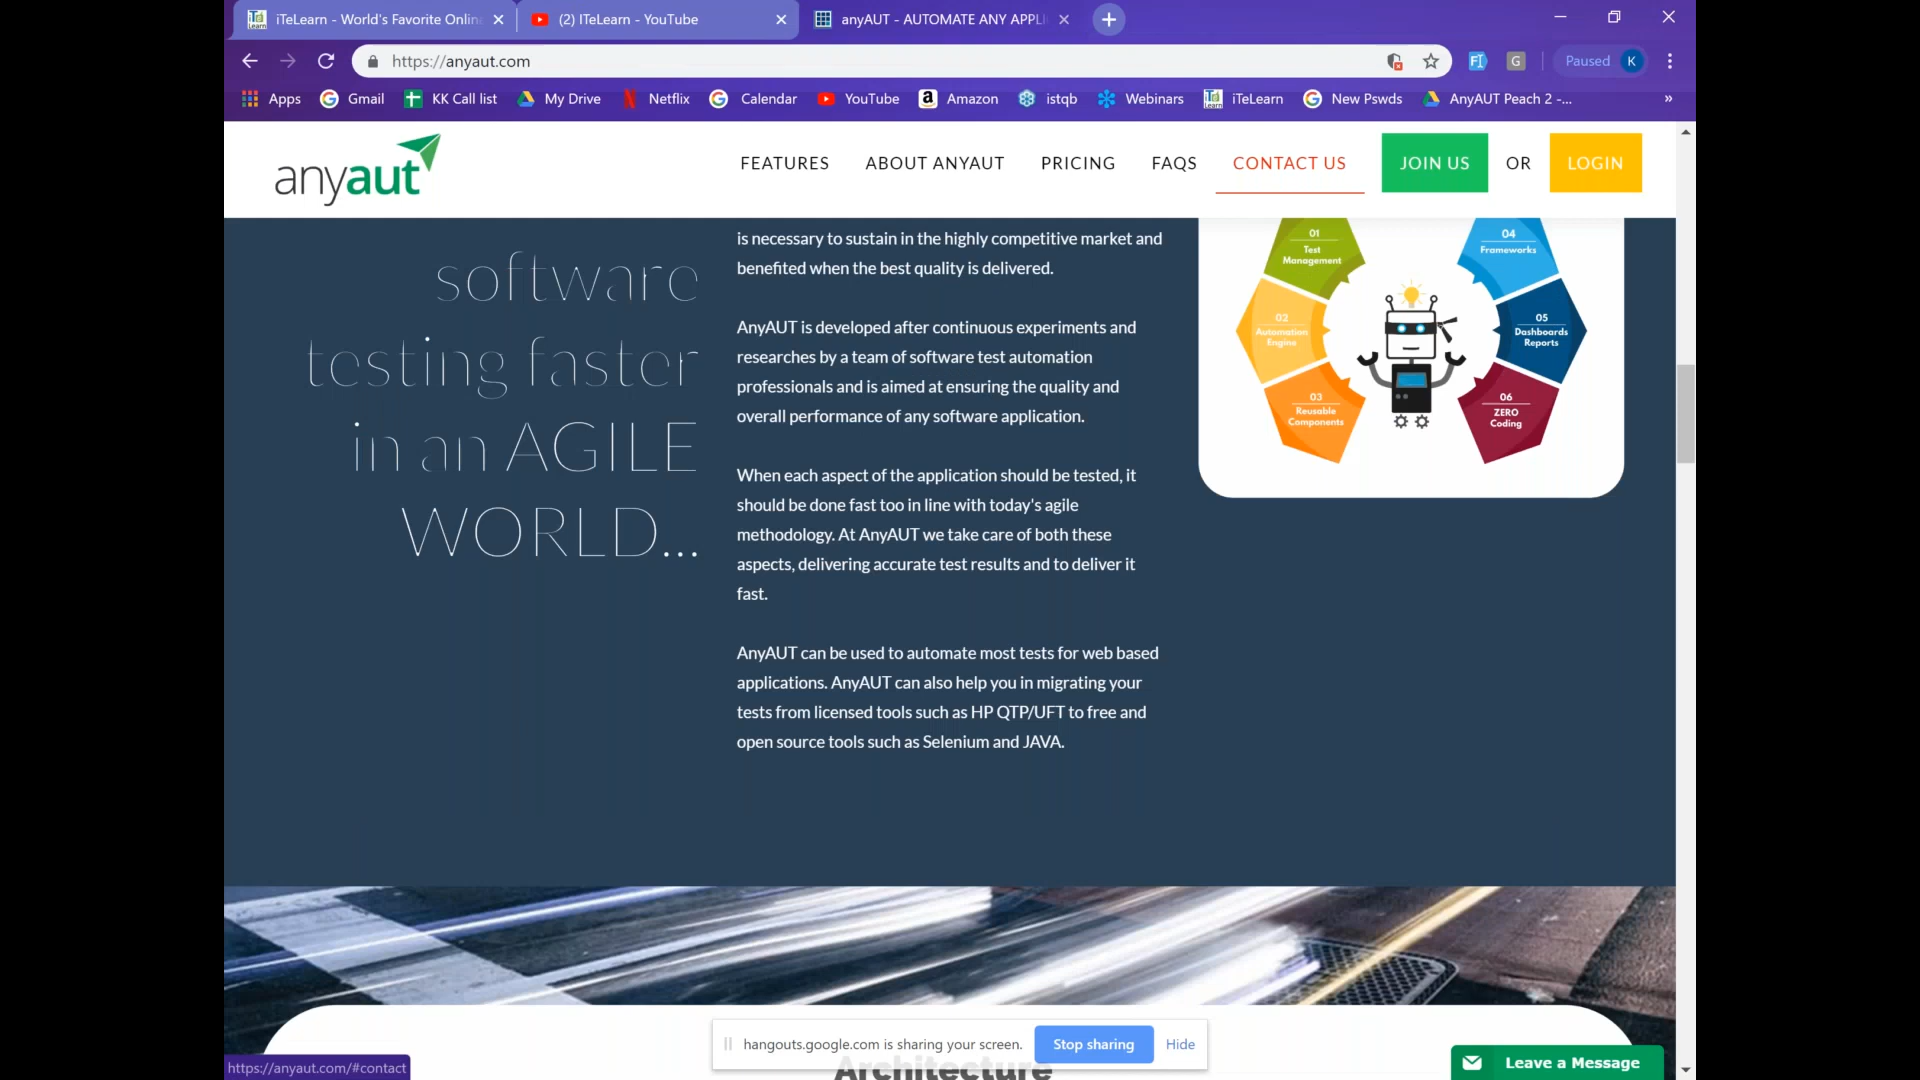 iTeLearn - World's Favorite Onlin
(2) ITeLearn - YouTube
anyAUT - AUTOMATE ANY APPLI
https://anyaut.com
Paused
K
Apps
Gmail
KK Call list
My Drive
Netflix
Calendar
YouTube
Amazon
istqb
Webinars
iTeLearn
New Pswds
AnyAUT Peach 2 -...
»
anyaut
FEATURES
ABOUT ANYAUT
PRICING
FAQS
CONTACT US
JOIN US
OR
LOGIN
software
testing faster
in an AGILE
WORLD...
is necessary to sustain in the highly competitive market and
benefited when the best quality is delivered.
AnyAUT is developed after continuous experiments and
researches by a team of software test automation
professionals and is aimed at ensuring the quality and
overall performance of any software application.
When each aspect of the application should be tested, it
should be done fast too in line with today's agile
methodology. At AnyAUT we take care of both these
aspects, delivering accurate test results and to deliver it
fast.
AnyAUT can be used to automate most tests for web based
applications. AnyAUT can also help you in migrating your
tests from licensed tools such as HP QTP/UFT to free and
open source tools such as Selenium and JAVA.
01
Test
Management
02
Automation
Engine
03
Reusable
Components
04
Frameworks
05
Dashboards
Reports
06
ZERO
Coding
hangouts.google.com is sharing your screen.
Stop sharing
Hide
Architecture
https://anyaut.com/#contact
Leave a Message